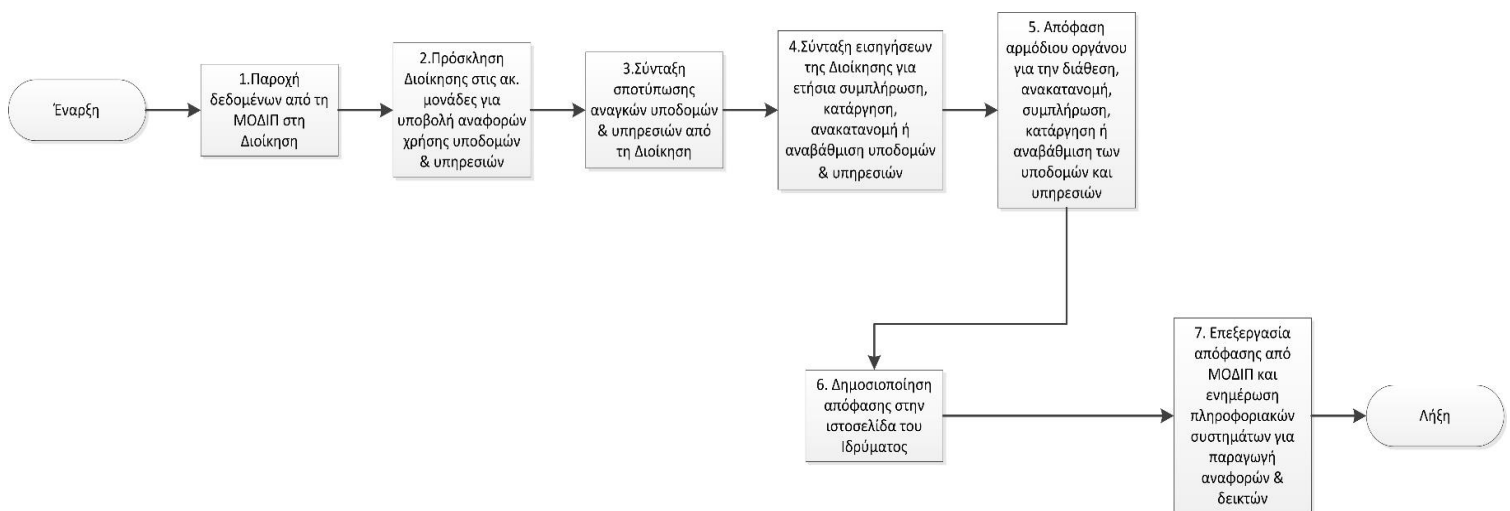 Έναρξη
1.Παροχή
δεδομένων από τη
ΜΟΔΙΠ στη
Διοίκηση
2.Πρόσκληση
Διοίκησης στις ακ.
μονάδες για
υποβολή αναφορών
χρήσης υποδομών
& υπηρεσιών
3.Σύνταξη
σποτύπωσης
αναγκών υποδομών
& υπηρεσιών από
τη Διοίκηση
4.Σύνταξη εισηγήσεων
της Διοίκησης για
ετήσια συμπλήρωση,
κατάργηση,
ανακατανομή ή
αναβάθμιση υποδομών
& υπηρεσιών
5. Απόφαση
αρμόδιου οργάνου
για την διάθεση,
ανακατανομή,
συμπλήρωση,
κατάργηση ή
αναβάθμιση των
υποδομών και
υπηρεσιών
6. Δημοσιοποίηση
απόφασης στην
ιστοσελίδα του
Ιδρύματος
7. Επεξεργασία
απόφασης από
ΜΟΔΙΠ και
ενημέρωση
πληροφοριακών
συστημάτων για
παραγωγή
αναφορών &
δεικτών
Λήξη